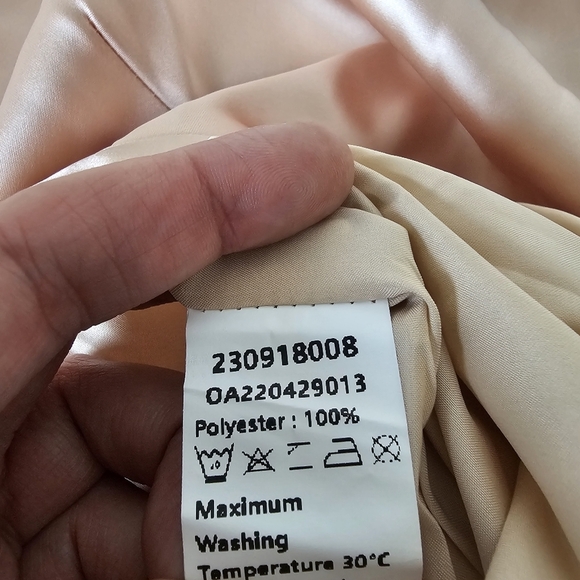 230918008
OA220429013
Polyester : 100%
Maximum
Washing
Temperature 30°C